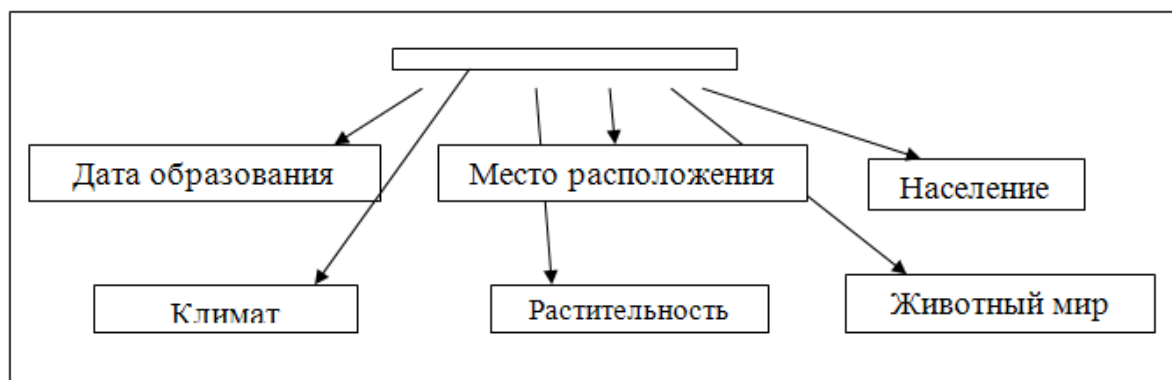 Дата образования
Место расположения
Население
Климат
Растительность
Животный мир